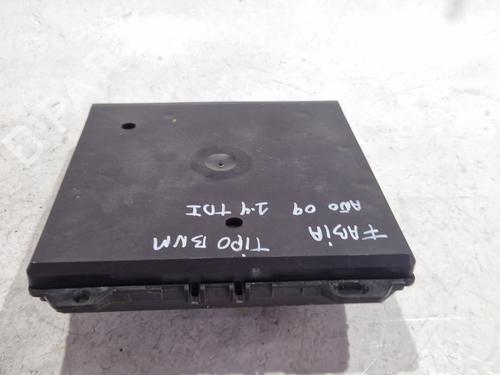 FABIA
AÑO 09 1.4 TDI
TIPO BNM